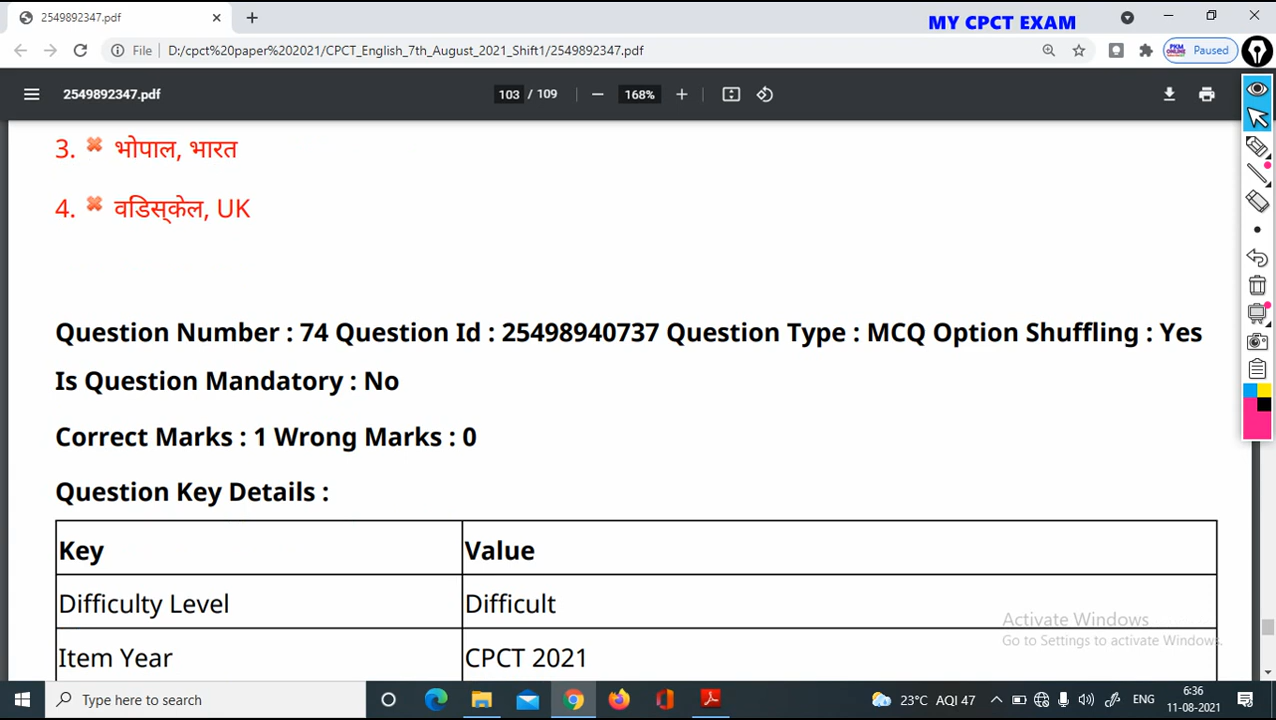 2549892347.pdf
MY CPCT EXAM
File
D:/cpct%20paper%202021/CPCT_English_7th_August_2021_Shift1/2549892347.pdf
Paused
2549892347.pdf
103 / 109
168%
3. भोपाल, भारत
4. वडिस्केल, UK
Question Number : 74 Question Id : 25498940737 Question Type : MCQ Option Shuffling : Yes
Is Question Mandatory : No
Correct Marks : 1 Wrong Marks : 0
Question Key Details :
Key Value
Difficulty Level Difficult
Item Year CPCT 2021
Activate Windows
Go to Settings to activate Windows.
Type here to search
23°C AQI 47
ENG
6:36
11-08-2021